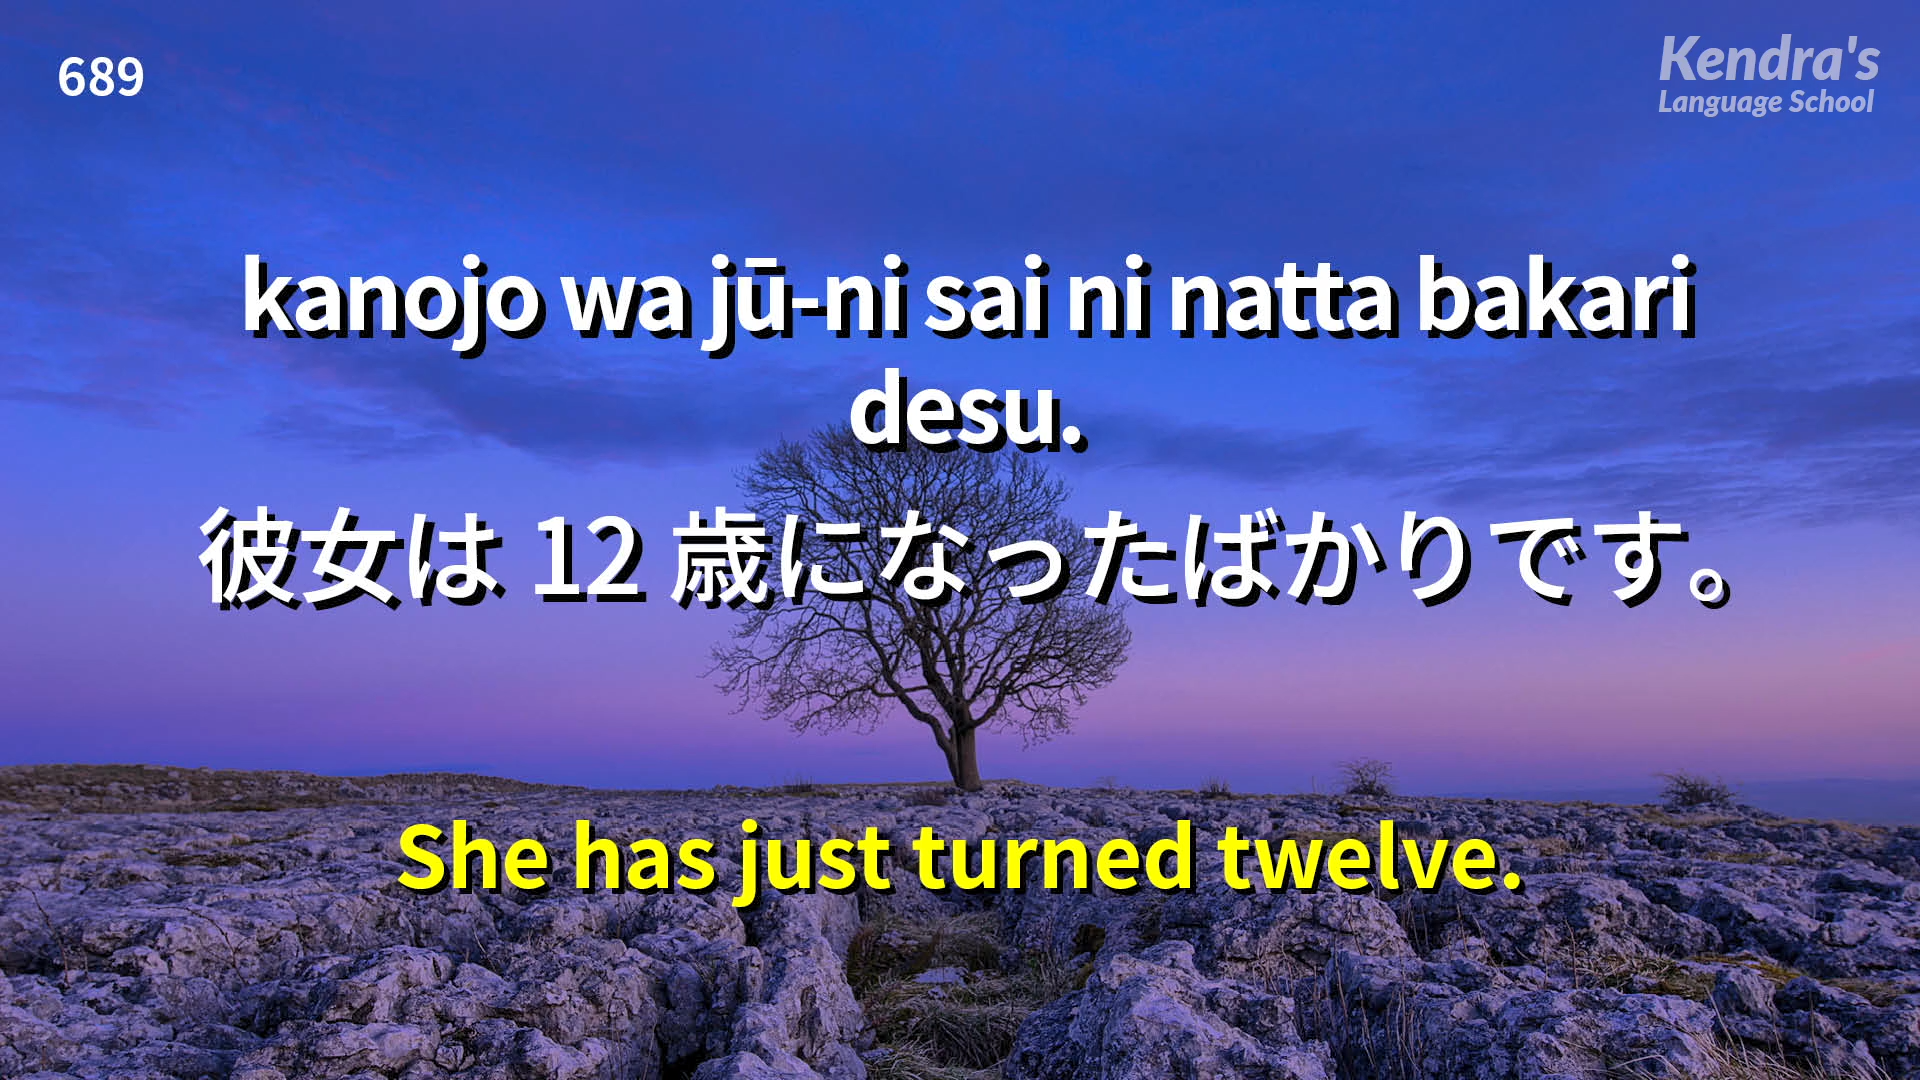 689
Kendra's
Language School
kanojo wa jū-ni sai ni natta bakari
desu.
彼女は 12 歳になったばかりです。
She has just turned twelve.